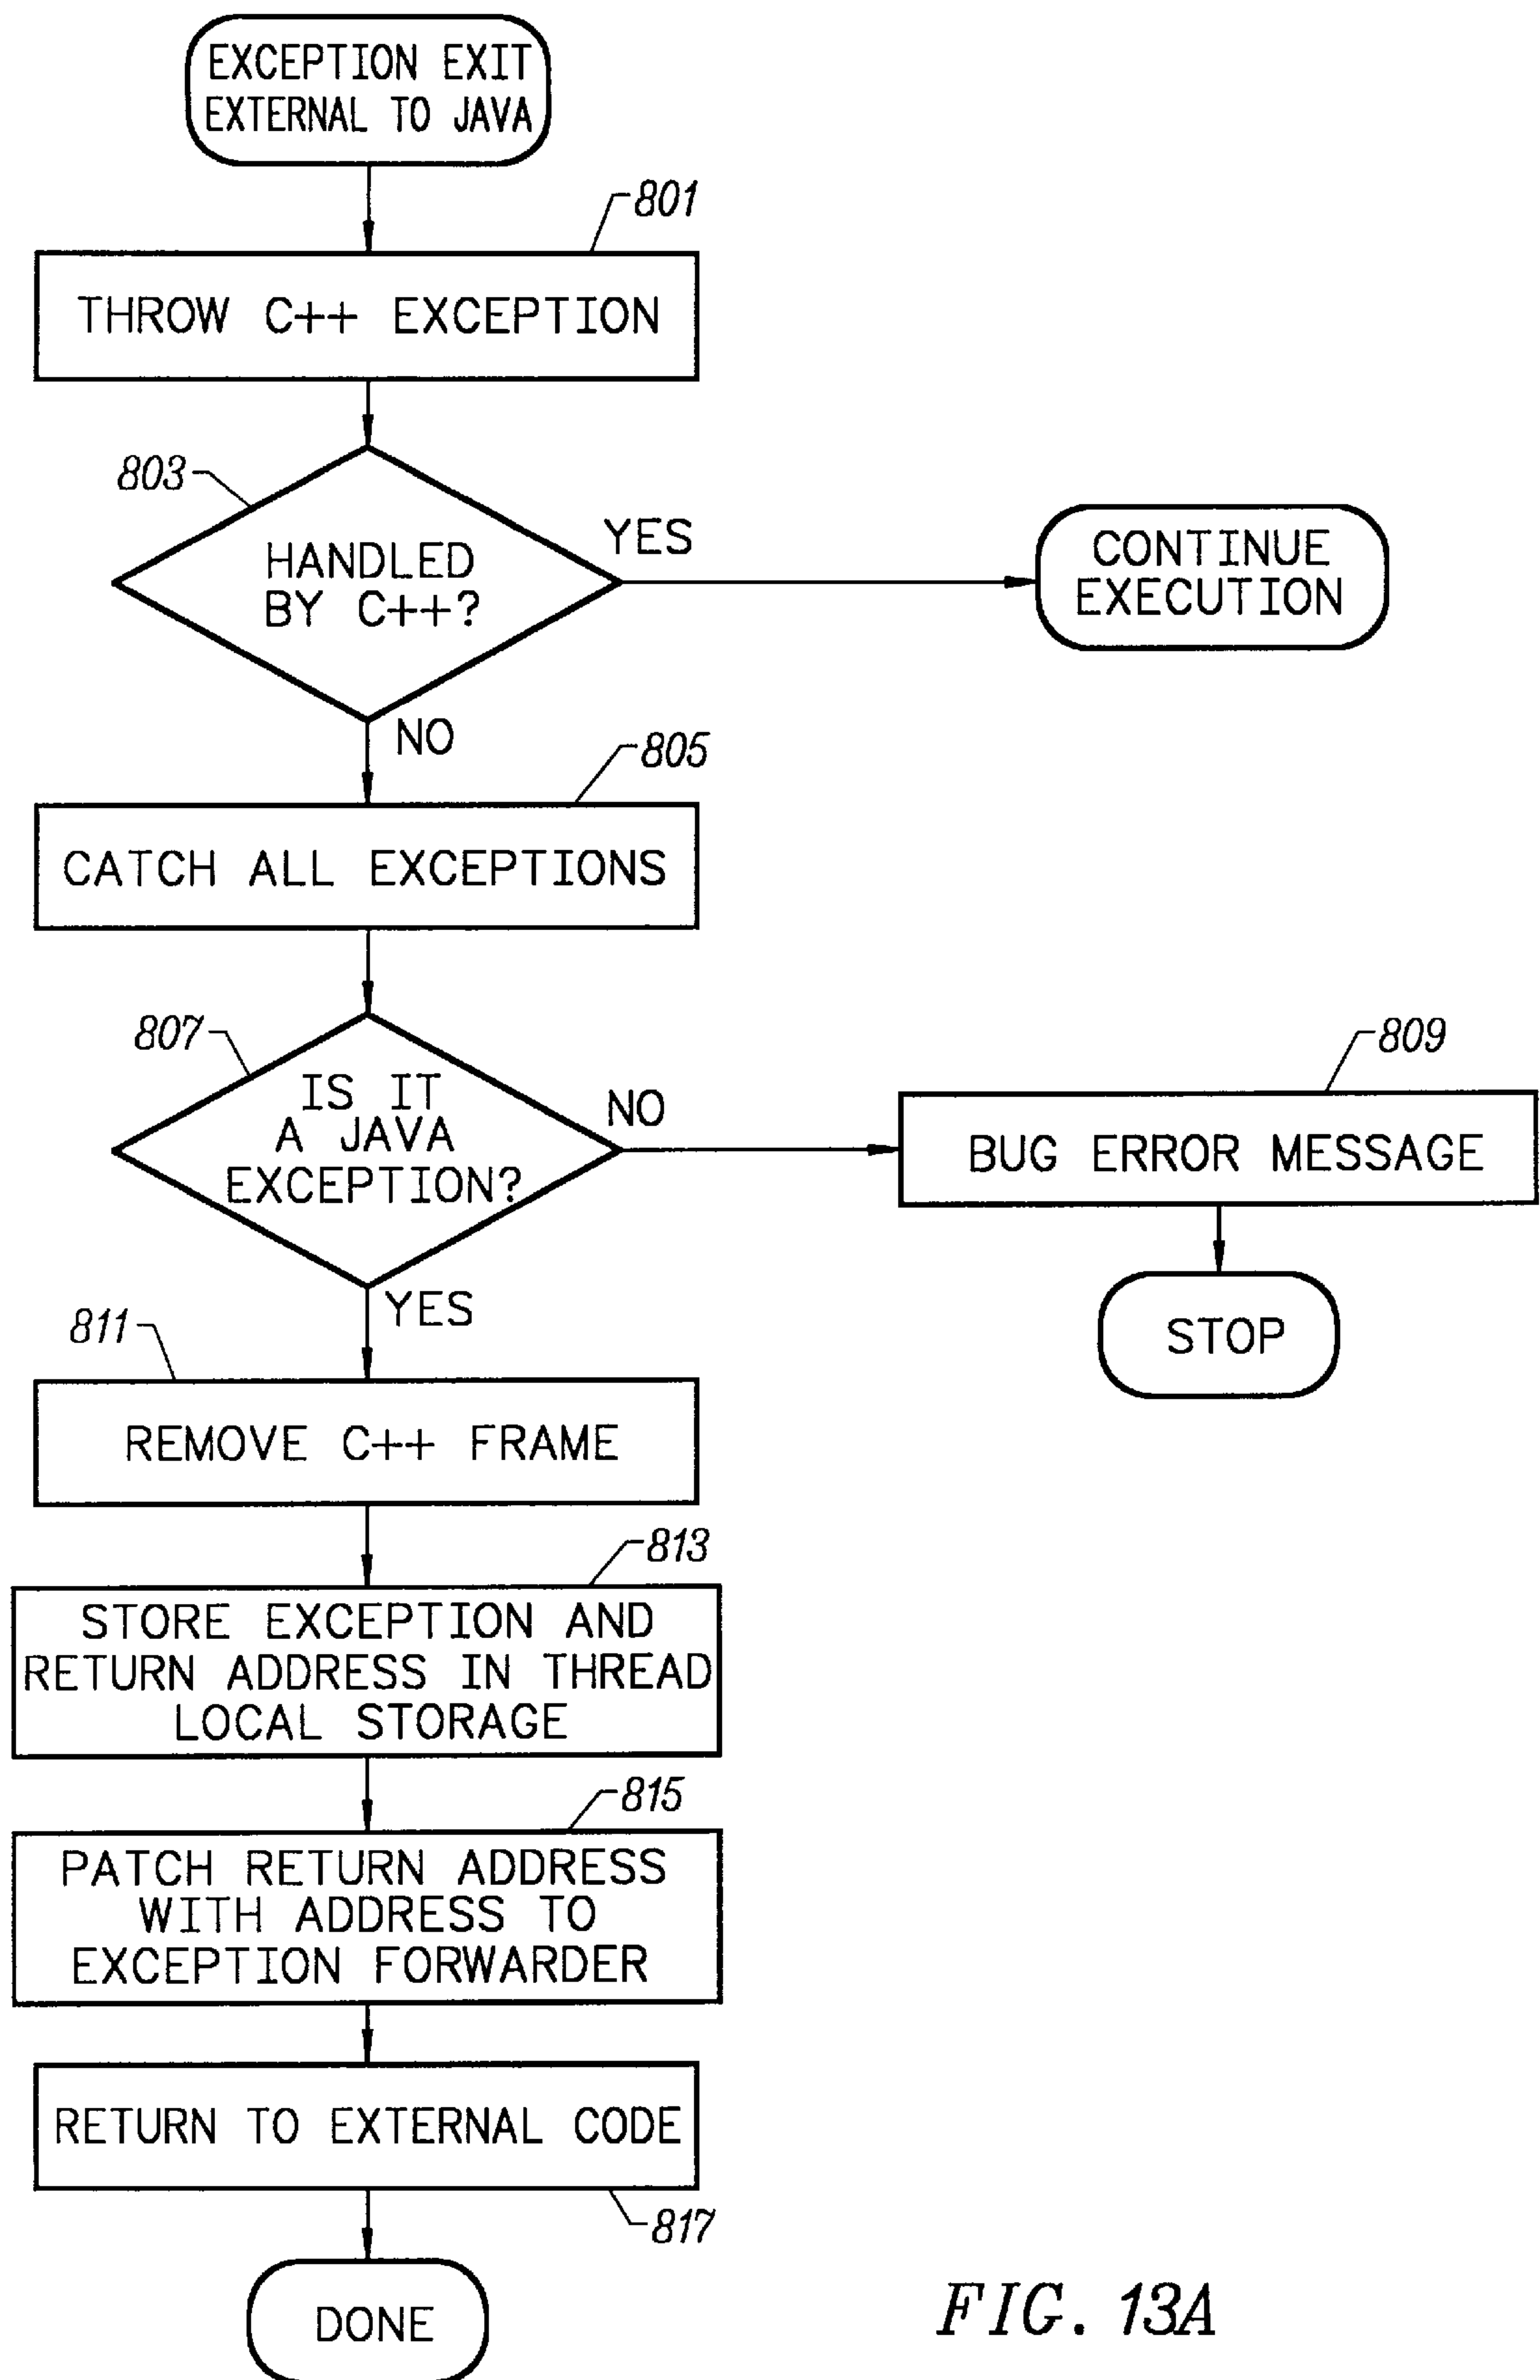 EXCEPTION EXIT
EXTERNAL TO JAVA
801
THROW C++ EXCEPTION
803
HANDLED
BY C++?
YES
CONTINUE
EXECUTION
NO
805
CATCH ALL EXCEPTIONS
807
IS IT
A JAVA
EXCEPTION?
NO
809
BUG ERROR MESSAGE
STOP
YES
811
REMOVE C++ FRAME
813
STORE EXCEPTION AND
RETURN ADDRESS IN THREAD
LOCAL STORAGE
815
PATCH RETURN ADDRESS
WITH ADDRESS TO
EXCEPTION FORWARDER
RETURN TO EXTERNAL CODE
817
DONE
FIG. 13A